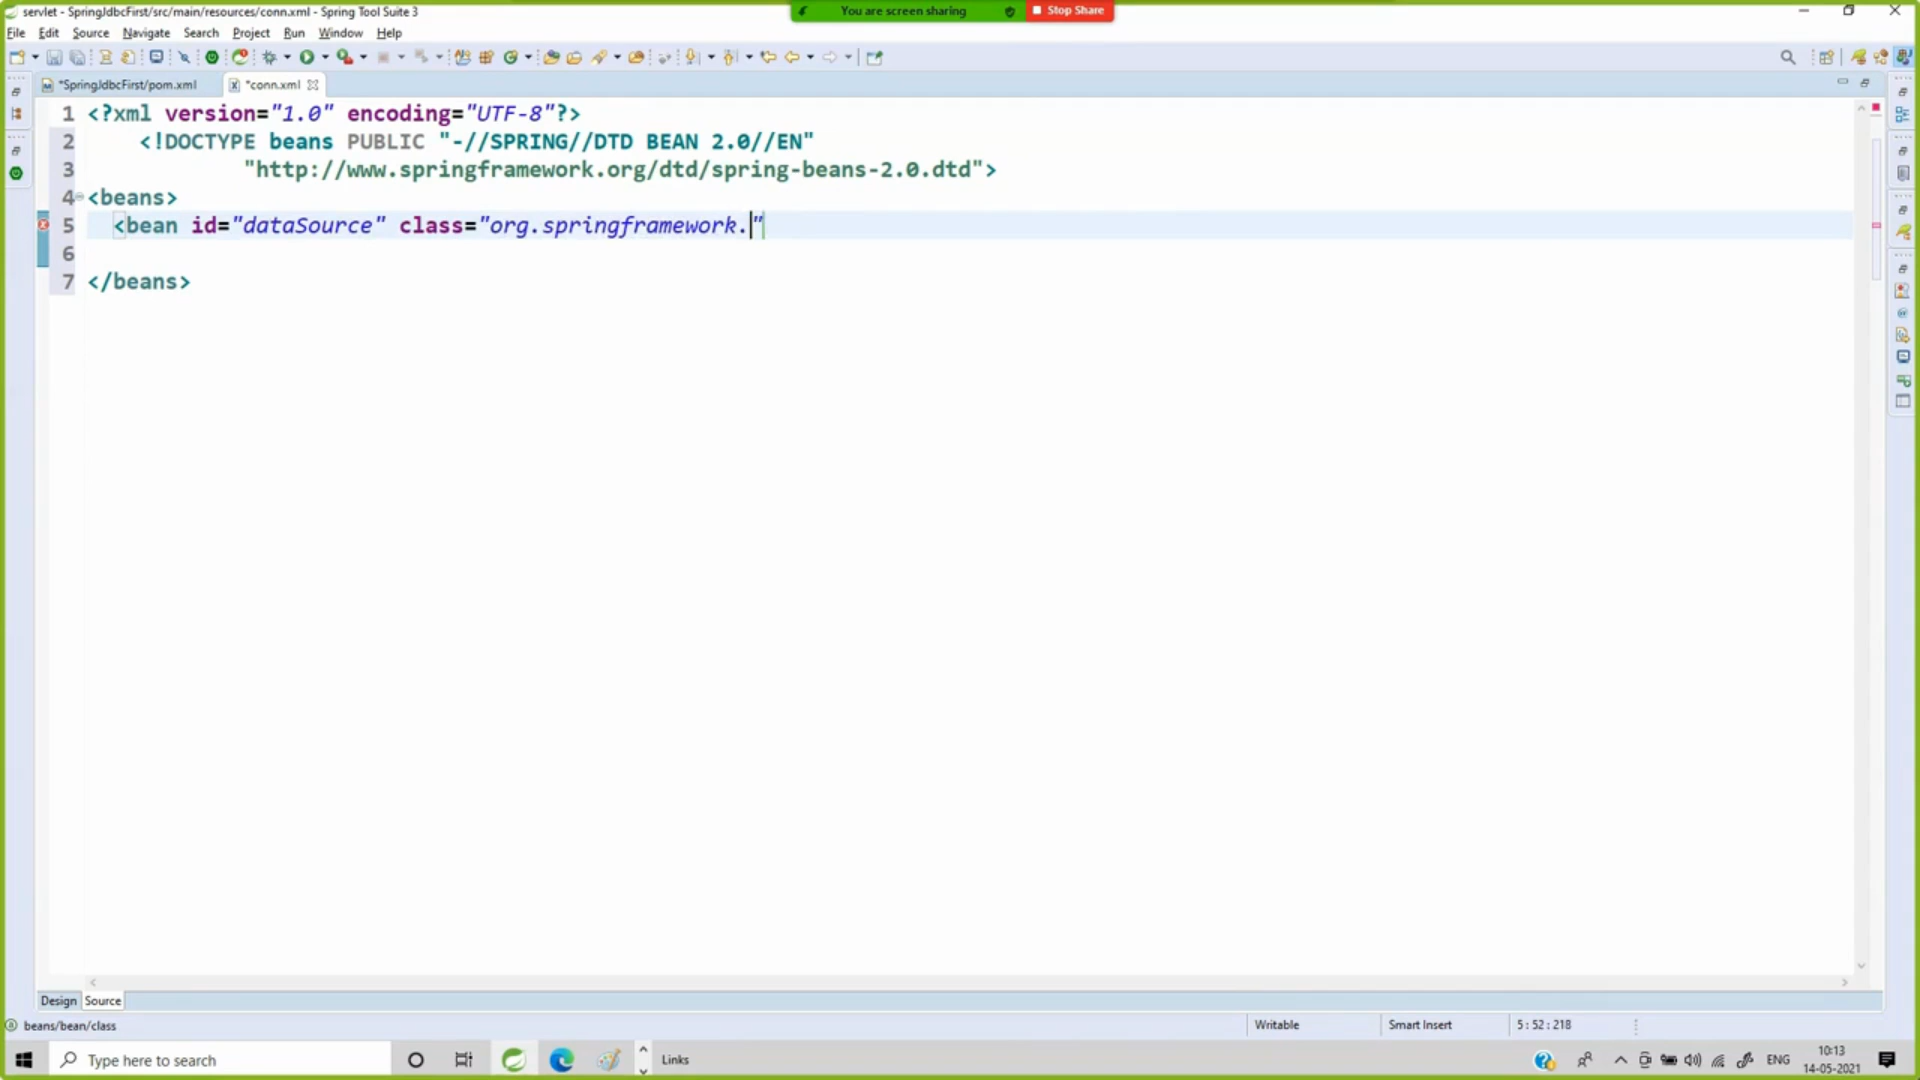 servlet - SpringJdbcFirst/src/main/resources/conn.xml - Spring Tool Suite 3
You are screen sharing
Stop Share
File Edit Source Navigate Search Project Run Window Help
*SpringJdbcFirst/pom.xml
*conn.xml
1 <?xml version="1.0" encoding="UTF-8"?>
2 <!DOCTYPE beans PUBLIC "-//SPRING//DTD BEAN 2.0//EN"
3 "http://www.springframework.org/dtd/spring-beans-2.0.dtd">
4 <beans>
5 <bean id="dataSource" class="org.springframework."
6
7 </beans>
Design Source
beans/bean/class
Writable
Smart Insert
5 : 52 : 218
Type here to search
Links
ENG
10:13
14-05-2021